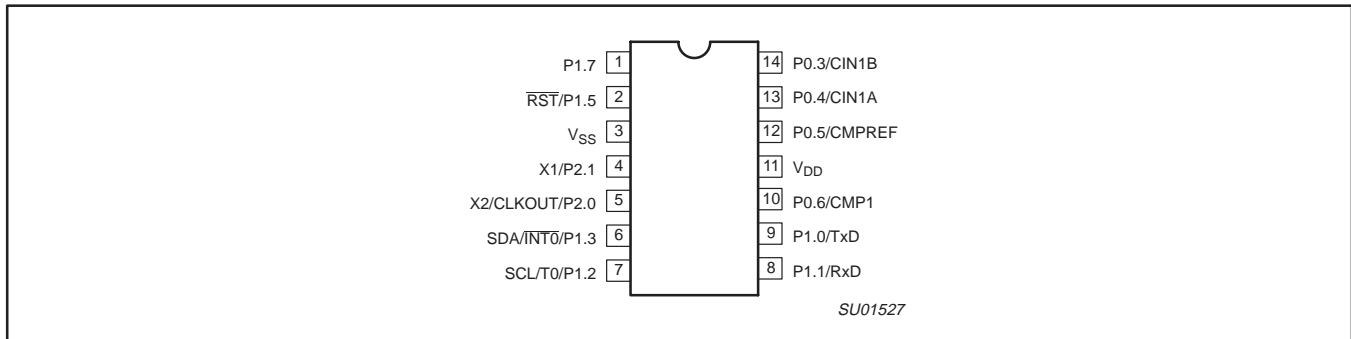 P1.7 1 14 P0.3/CIN1B
RST/P1.5 2 13 P0.4/CIN1A
VSS 3 12 P0.5/CMPREF
X1/P2.1 4 11 VDD
X2/CLKOUT/P2.0 5 10 P0.6/CMP1
SDA/INT0/P1.3 6 9 P1.0/TxD
SCL/T0/P1.2 7 8 P1.1/RxD
SU01527